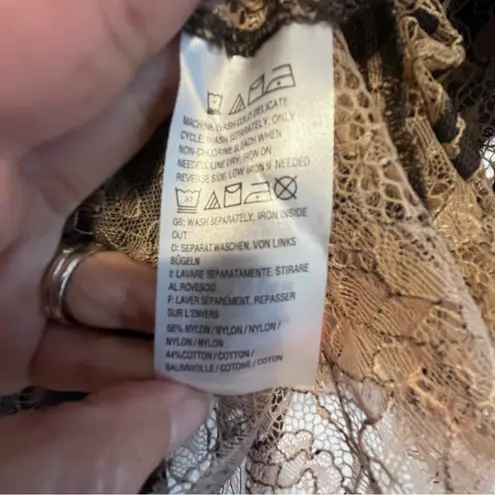 MACHINE WASH COLD DELICATE
CYCLE, WASH SEPARATELY, ONLY
NON-CHLORINE BLEACH WHEN
NEEDED, LINE DRY, IRON ON
REVERSE SIDE LOW IRON IF NEEDED
GB: WASH SEPARATELY, IRON INSIDE
OUT
D: SEPARAT WASCHEN, VON LINKS
BÜGELN
I: LAVARE SEPARATAMENTE. STIRARE
AL ROVESCIO
F: LAVER SÉPARÉMENT. REPASSER
SUR L'ENVERS
56% NYLON / NYLON / NYLON /
NYLON / NYLON
44%COTTON / COTTON /
BAUMWOLLE / COTONE / COTON